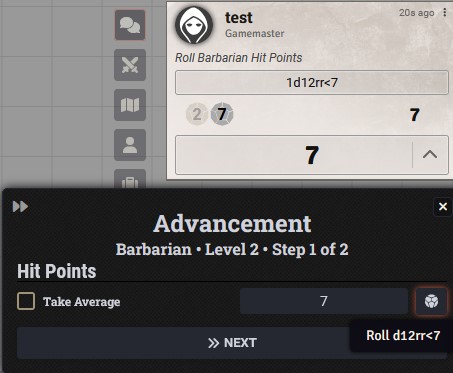 test
20s ago
Gamemaster
Roll Barbarian Hit Points
1d12rr<7
2 7 7
7
Advancement
Barbarian • Level 2 • Step 1 of 2
Hit Points
Take Average 7
Roll d12rr<7
NEXT